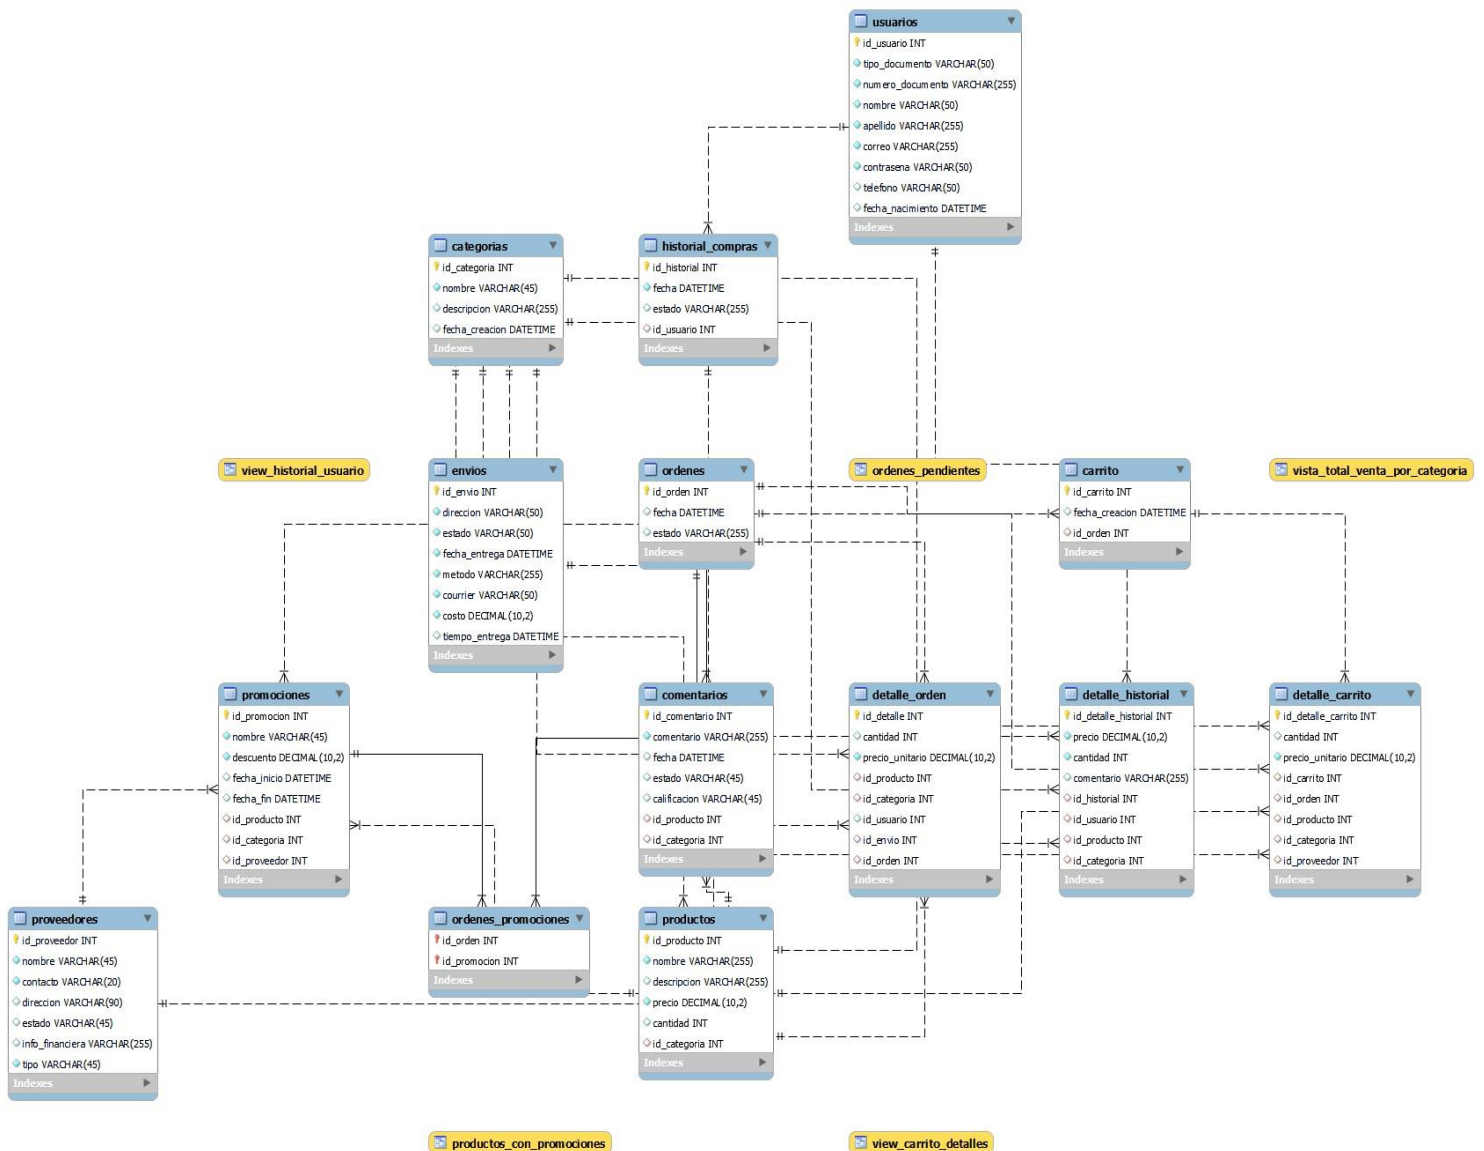 usuarios
id_usuario INT
tipo_documento VARCHAR(50)
numero_documento VARCHAR(255)
nombre VARCHAR(50)
apellido VARCHAR(255)
correo VARCHAR(255)
contrasena VARCHAR(50)
telefono VARCHAR(50)
fecha_nacimiento DATETIME
Indexes
categorias
id_categoria INT
nombre VARCHAR(45)
descripcion VARCHAR(255)
fecha_creacion DATETIME
Indexes
historial_compras
id_historial INT
fecha DATETIME
estado VARCHAR(255)
id_usuario INT
Indexes
view_historial_usuario
envios
id_envio INT
direccion VARCHAR(50)
estado VARCHAR(50)
fecha_entrega DATETIME
metodo VARCHAR(255)
courrier VARCHAR(50)
costo DECIMAL(10,2)
tiempo_entrega DATETIME
Indexes
ordenes
id_orden INT
fecha DATETIME
estado VARCHAR(255)
Indexes
ordenes_pendientes
carrito
id_carrito INT
fecha_creacion DATETIME
id_orden INT
Indexes
vista_total_venta_por_categoria
promociones
id_promocion INT
nombre VARCHAR(45)
descuento DECIMAL(10,2)
fecha_inicio DATETIME
fecha_fin DATETIME
id_producto INT
id_categoria INT
id_proveedor INT
Indexes
comentarios
id_comentario INT
comentario VARCHAR(255)
fecha DATETIME
estado VARCHAR(45)
calificacion VARCHAR(45)
id_producto INT
id_categoria INT
Indexes
detalle_orden
id_detalle INT
cantidad INT
precio_unitario DECIMAL(10,2)
id_producto INT
id_categoria INT
id_usuario INT
id_envio INT
id_orden INT
Indexes
detalle_historial
id_detalle_historial INT
precio DECIMAL(10,2)
cantidad INT
comentario VARCHAR(255)
id_historial INT
id_usuario INT
id_producto INT
id_categoria INT
Indexes
detalle_carrito
id_detalle_carrito INT
cantidad INT
precio_unitario DECIMAL(10,2)
id_carrito INT
id_orden INT
id_producto INT
id_categoria INT
id_proveedor INT
Indexes
proveedores
id_proveedor INT
nombre VARCHAR(45)
contacto VARCHAR(20)
direccion VARCHAR(90)
estado VARCHAR(45)
info_financiera VARCHAR(255)
tipo VARCHAR(45)
Indexes
ordenes_promociones
id_orden INT
id_promocion INT
Indexes
productos
id_producto INT
nombre VARCHAR(255)
descripcion VARCHAR(255)
precio DECIMAL(10,2)
cantidad INT
id_categoria INT
Indexes
productos_con_promociones
view_carrito_detalles